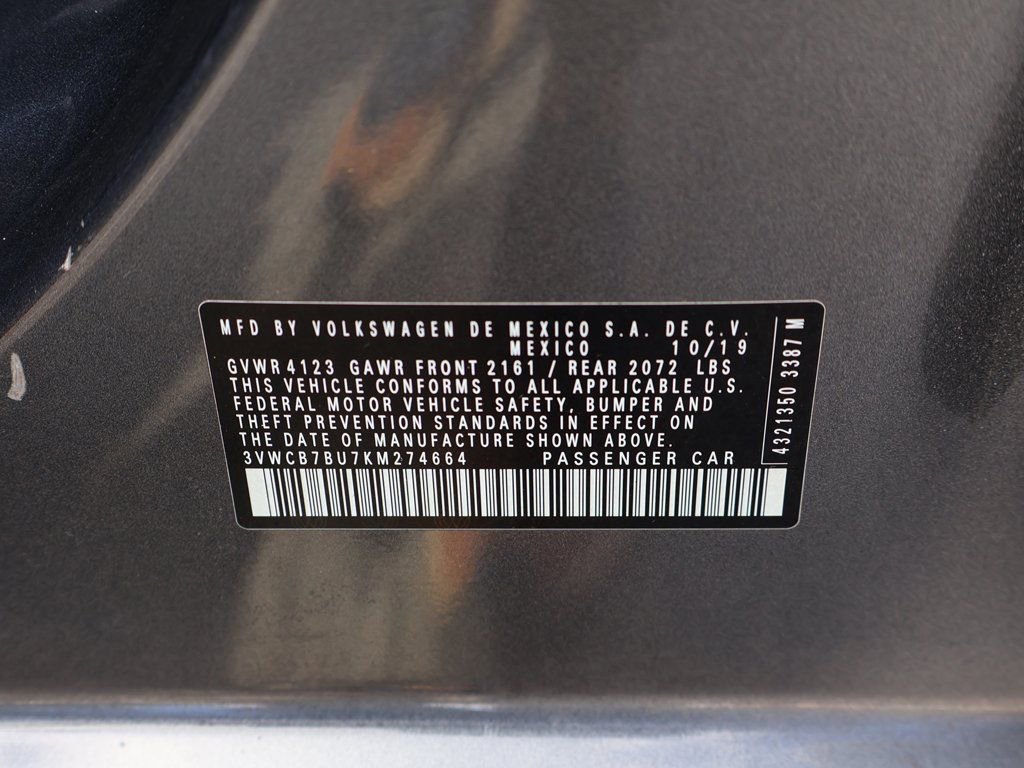 MFD BY VOLKSWAGEN DE MEXICO S.A. DE C.V.
MEXICO 10/19
GVWR 4123 GAWR FRONT 2161 / REAR 2072 LBS
THIS VEHICLE CONFORMS TO ALL APPLICABLE U.S.
FEDERAL MOTOR VEHICLE SAFETY, BUMPER AND
THEFT PREVENTION STANDARDS IN EFFECT ON
THE DATE OF MANUFACTURE SHOWN ABOVE.
3VWCB7BU7KM274664 PASSENGER CAR
4321350 3387 M